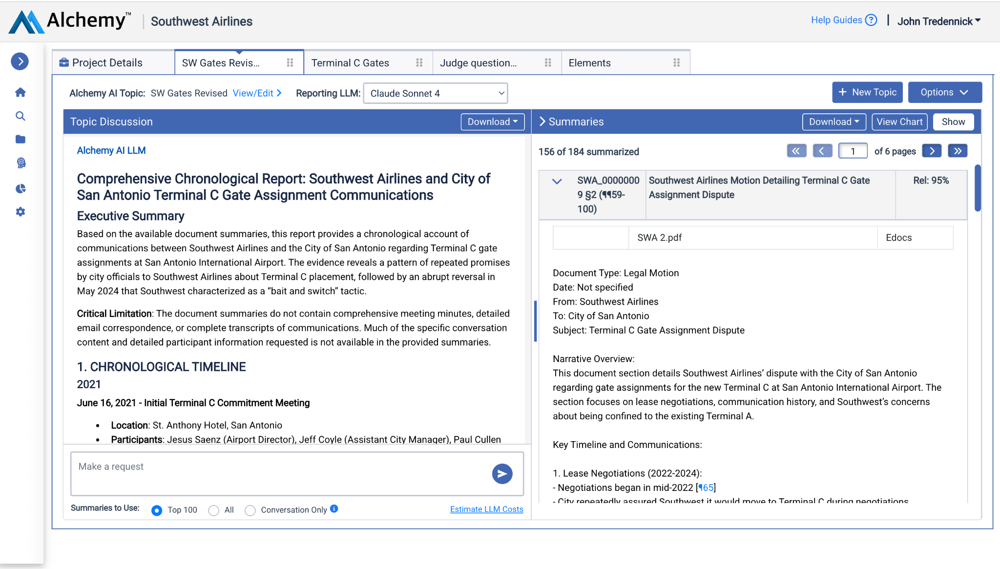 Alchemy™ | Southwest Airlines
Help Guides ? | John Tredennick
Project Details
SW Gates Revis...
Terminal C Gates
Judge question...
Elements
Alchemy AI Topic: SW Gates Revised View/Edit
Reporting LLM: Claude Sonnet 4
+ New Topic
Options
Topic Discussion
Download
Alchemy AI LLM
Comprehensive Chronological Report: Southwest Airlines and City of
San Antonio Terminal C Gate Assignment Communications
Executive Summary
Based on the available document summaries, this report provides a chronological account of
communications between Southwest Airlines and the City of San Antonio regarding Terminal C gate
assignments at San Antonio International Airport. The evidence reveals a pattern of repeated promises
by city officials to Southwest Airlines about Terminal C placement, followed by an abrupt reversal in
May 2024 that Southwest characterized as a “bait and switch” tactic.
Critical Limitation: The document summaries do not contain comprehensive meeting minutes, detailed
email correspondence, or complete transcripts of communications. Much of the specific conversation
content and detailed participant information requested is not available in the provided summaries.
1. CHRONOLOGICAL TIMELINE
2021
June 16, 2021 - Initial Terminal C Commitment Meeting
• Location: St. Anthony Hotel, San Antonio
• Participants: Jesus Saenz (Airport Director), Jeff Coyle (Assistant City Manager), Paul Cullen
Make a request
Summaries to Use: Top 100 All Conversation Only i
Estimate LLM Costs
Summaries
Download
View Chart
Show
156 of 184 summarized
1 of 6 pages
SWA_0000000
9 §2 (¶¶59-
100)
Southwest Airlines Motion Detailing Terminal C Gate
Assignment Dispute
Rel: 95%
SWA 2.pdf
Edocs
Document Type: Legal Motion
Date: Not specified
From: Southwest Airlines
To: City of San Antonio
Subject: Terminal C Gate Assignment Dispute
Narrative Overview:
This document section details Southwest Airlines’ dispute with the City of San Antonio
regarding gate assignments for the new Terminal C at San Antonio International Airport. The
section focuses on lease negotiations, communication history, and Southwest’s concerns
about being confined to the existing Terminal A.
Key Timeline and Communications:
1. Lease Negotiations (2022-2024):
- Negotiations began in mid-2022 [¶65]
- City repeatedly assured Southwest it would move to Terminal C during negotiations